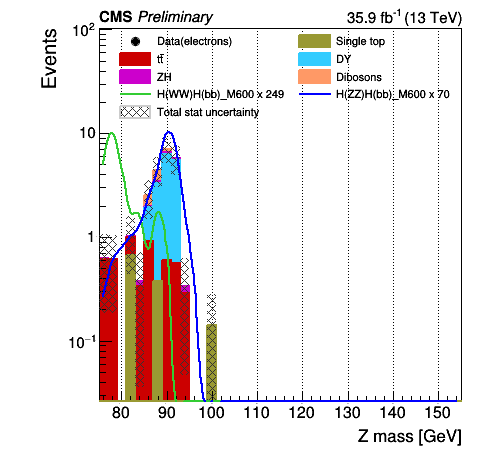 CMS Preliminary 35.9 fb⁻¹ (13 TeV)
Events
10²
10
1
10⁻¹
Data(electrons)
Single top
tt̄
DY
ZH
Dibosons
H(WW)H(bb)_M600 x 249
H(ZZ)H(bb)_M600 x 70
Total stat uncertainty
80 90 100 110 120 130 140 150
Z mass [GeV]